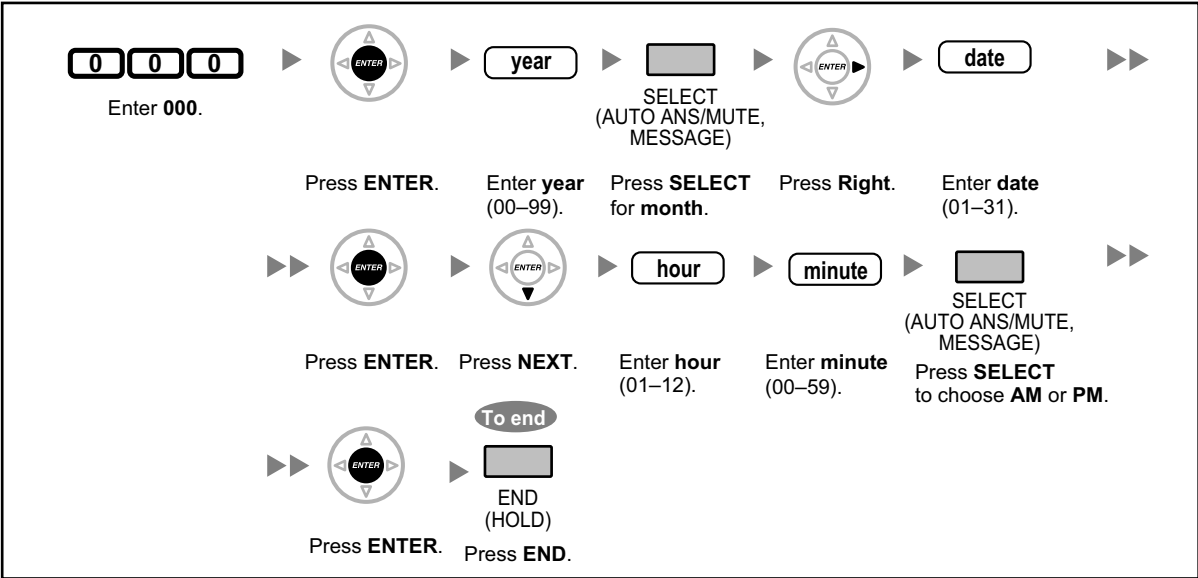 0 0 0
Enter 000.
ENTER
Press ENTER.
year
Enter year
(00–99).
SELECT
(AUTO ANS/MUTE,
MESSAGE)
Press SELECT
for month.
ENTER
Press Right.
date
Enter date
(01–31).
ENTER
Press ENTER.
ENTER
Press NEXT.
hour
Enter hour
(01–12).
minute
Enter minute
(00–59).
SELECT
(AUTO ANS/MUTE,
MESSAGE)
Press SELECT
to choose AM or PM.
ENTER
Press ENTER.
To end
END
(HOLD)
Press END.